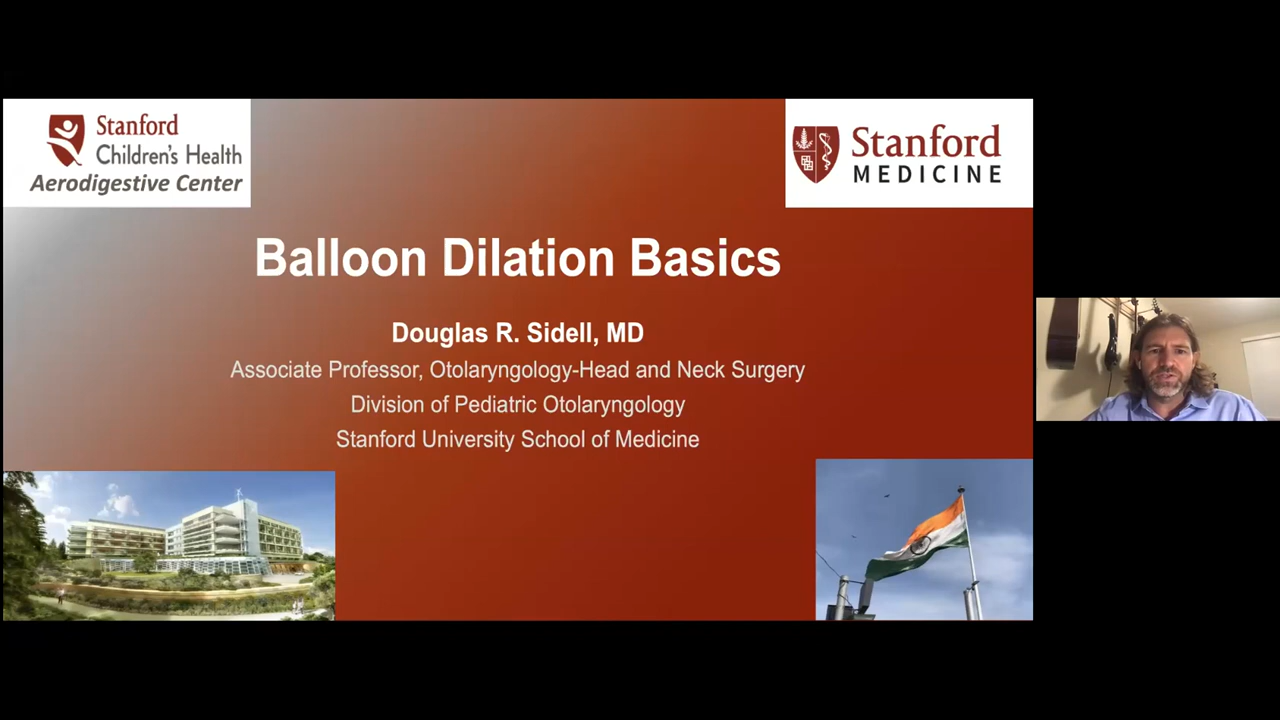 Stanford
Children's Health
Aerodigestive Center
Stanford
MEDICINE
Balloon Dilation Basics
Douglas R. Sidell, MD
Associate Professor, Otolaryngology-Head and Neck Surgery
Division of Pediatric Otolaryngology
Stanford University School of Medicine